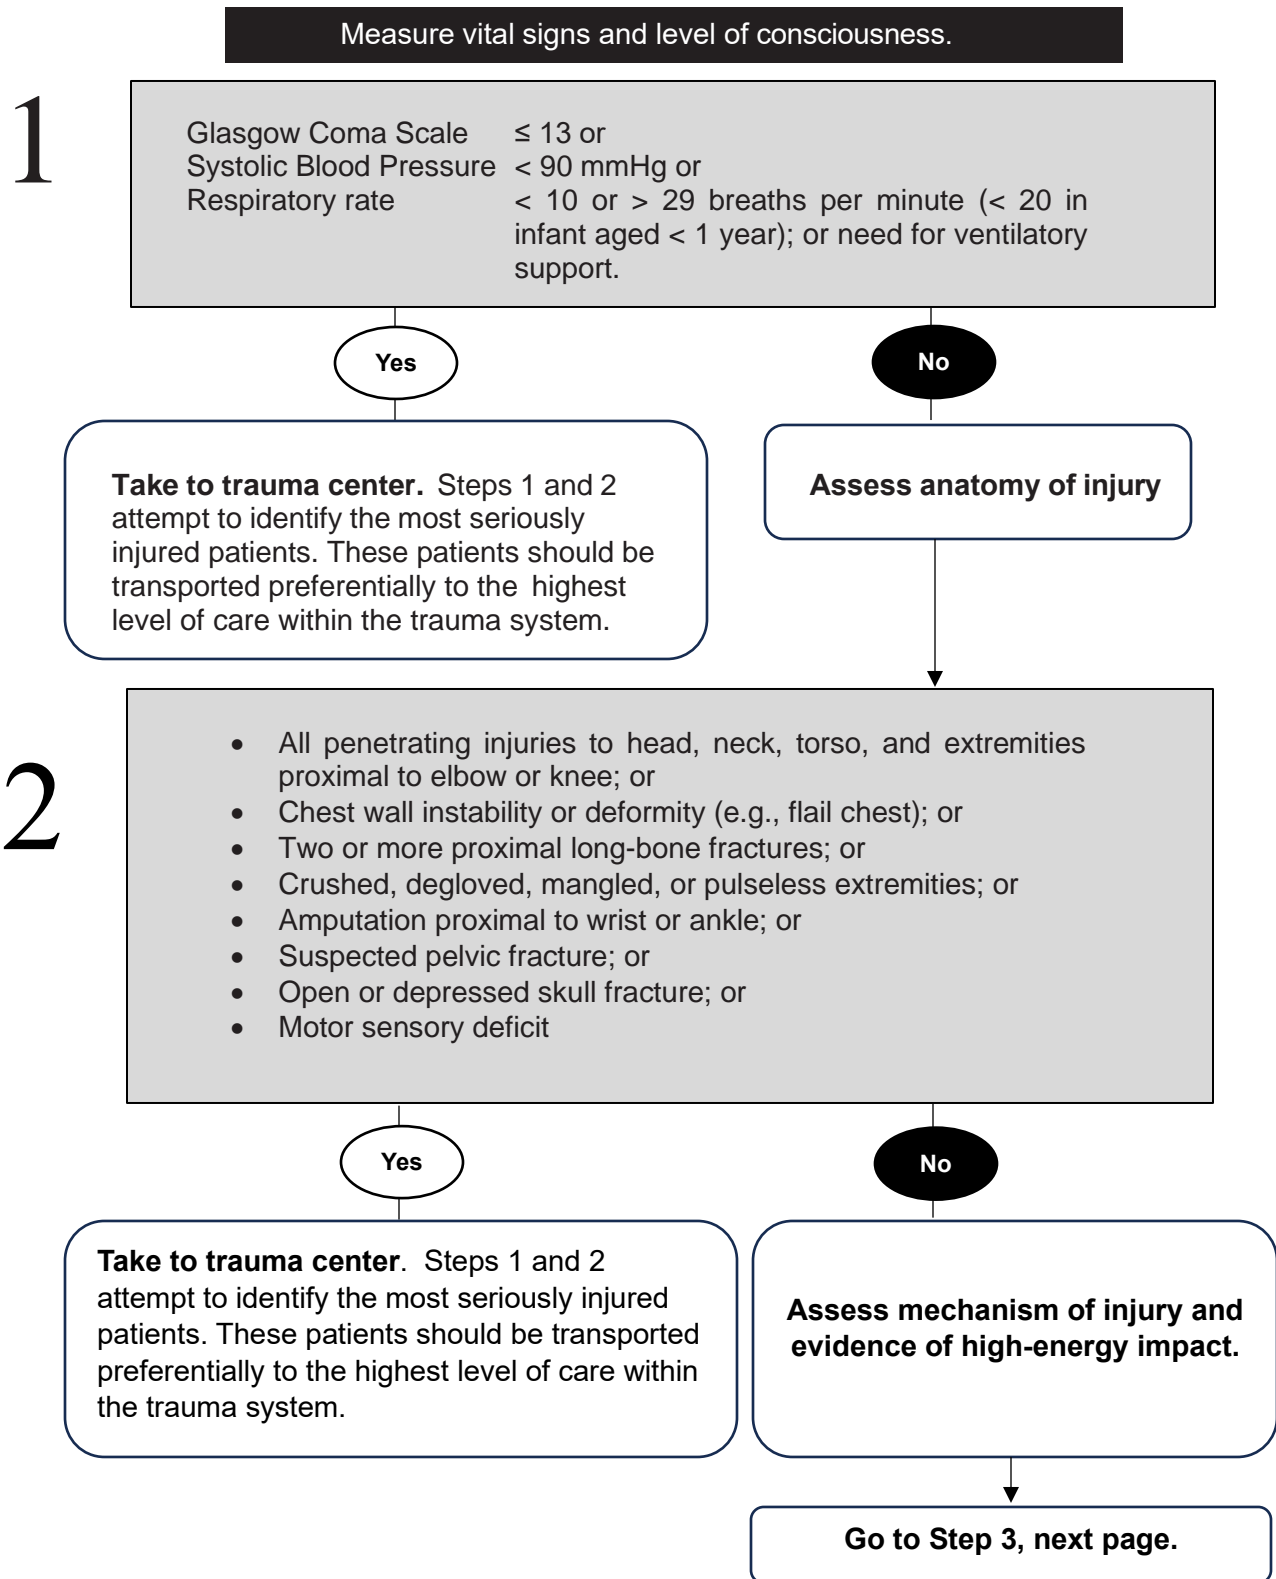 Measure vital signs and level of consciousness.
1
Glasgow Coma Scale ≤ 13 or
Systolic Blood Pressure < 90 mmHg or
Respiratory rate < 10 or > 29 breaths per minute (< 20 in
infant aged < 1 year); or need for ventilatory
support.
Yes
No
Take to trauma center. Steps 1 and 2
attempt to identify the most seriously
injured patients. These patients should be
transported preferentially to the highest
level of care within the trauma system.
Assess anatomy of injury
2
• All penetrating injuries to head, neck, torso, and extremities
proximal to elbow or knee; or
• Chest wall instability or deformity (e.g., flail chest); or
• Two or more proximal long-bone fractures; or
• Crushed, degloved, mangled, or pulseless extremities; or
• Amputation proximal to wrist or ankle; or
• Suspected pelvic fracture; or
• Open or depressed skull fracture; or
• Motor sensory deficit
Yes
No
Take to trauma center. Steps 1 and 2
attempt to identify the most seriously injured
patients. These patients should be transported
preferentially to the highest level of care within
the trauma system.
Assess mechanism of injury and
evidence of high-energy impact.
Go to Step 3, next page.